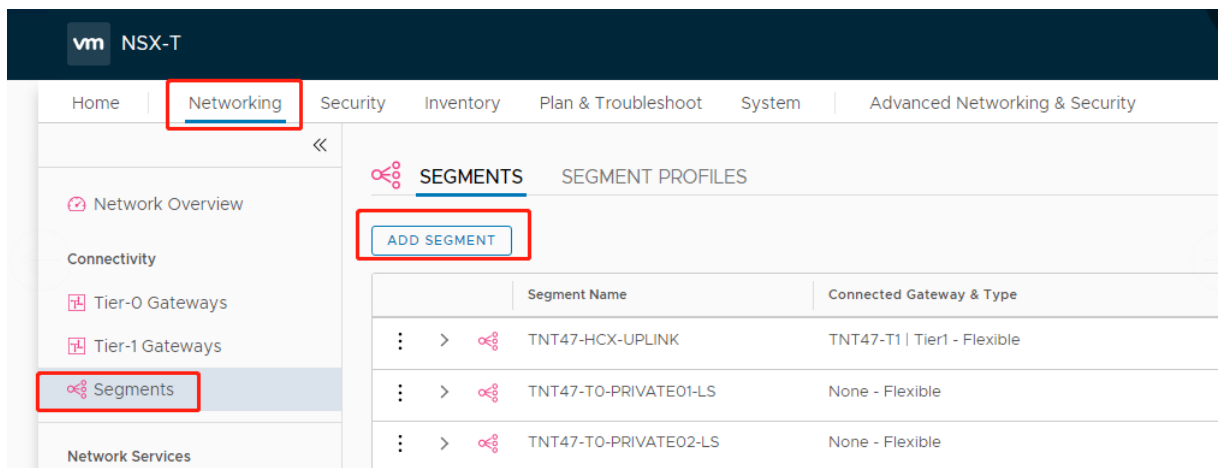 vm NSX-T
Home Networking Security Inventory Plan & Troubleshoot System Advanced Networking & Security
«
SEGMENTS SEGMENT PROFILES
Network Overview
ADD SEGMENT
Connectivity
Segment Name Connected Gateway & Type
Tier-0 Gateways
TNT47-HCX-UPLINK TNT47-T1 | Tier1 - Flexible
Tier-1 Gateways
Segments
TNT47-T0-PRIVATE01-LS None - Flexible
TNT47-T0-PRIVATE02-LS None - Flexible
Network Services